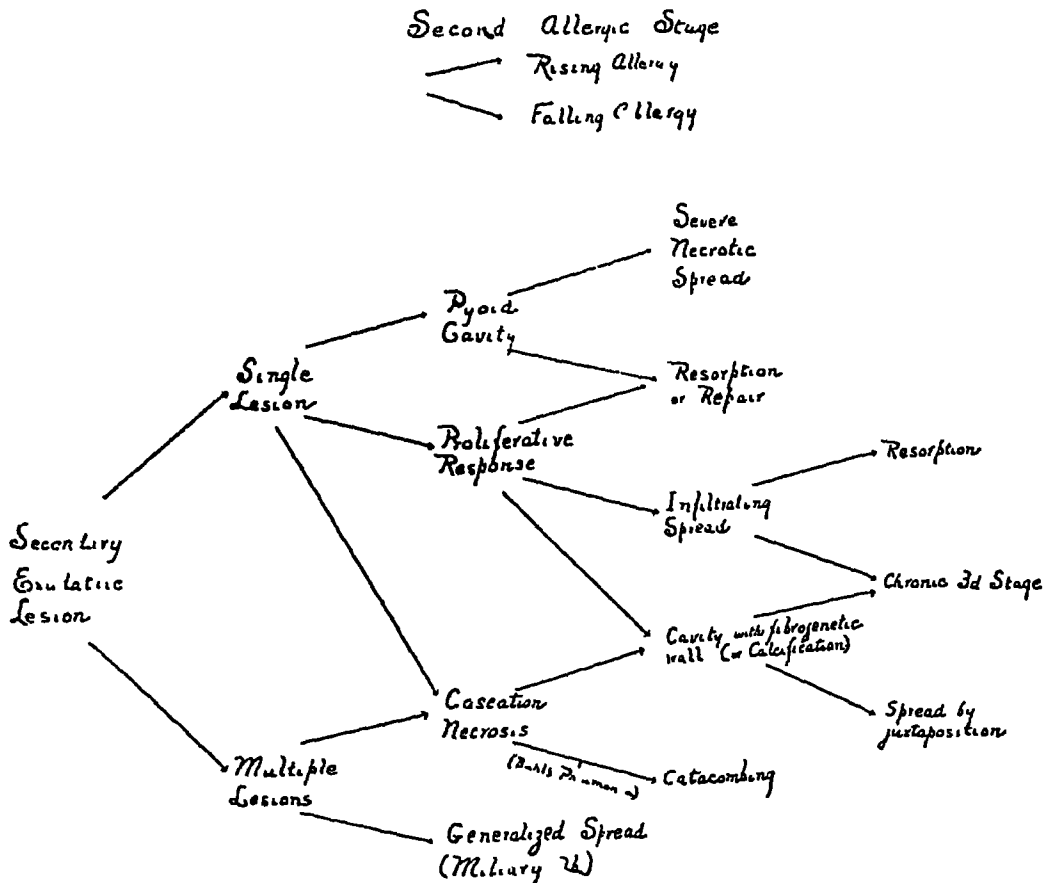 Second Allergic Stage
Rising Allergy
Falling Allergy
Severe
Necrotic
Spread
Pyoid
Cavity
Single
Lesion
Resorption
or Repair
Proliferative
Response
Resorption
Infiltrating
Spread
Lesion
Chronic 3d Stage
Cavity with fibrogenetic
wall (or Calcification)
Caseation
Necrosis
Spread by
juxtaposition
Multiple
Lesions
Catacombing
Generalized Spread
(Miliary Tb)